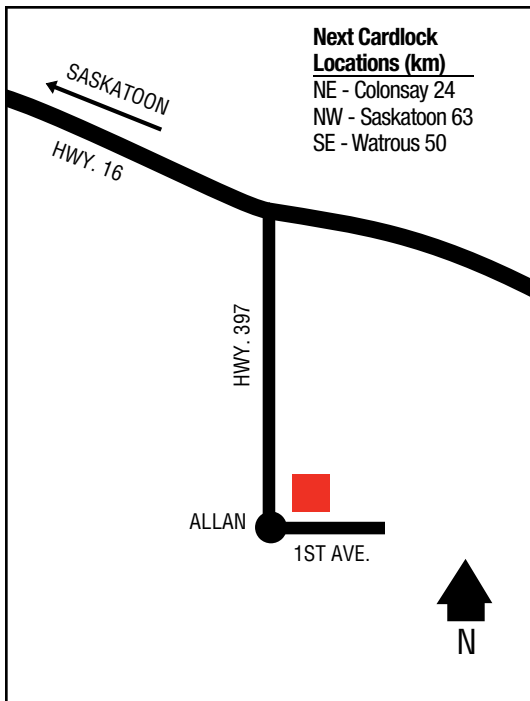 Next Cardlock
Locations (km)
NE - Colonsay 24
NW - Saskatoon 63
SE - Watrous 50
SASKATOON
HWY. 16
HWY. 397
ALLAN
1ST AVE.
N